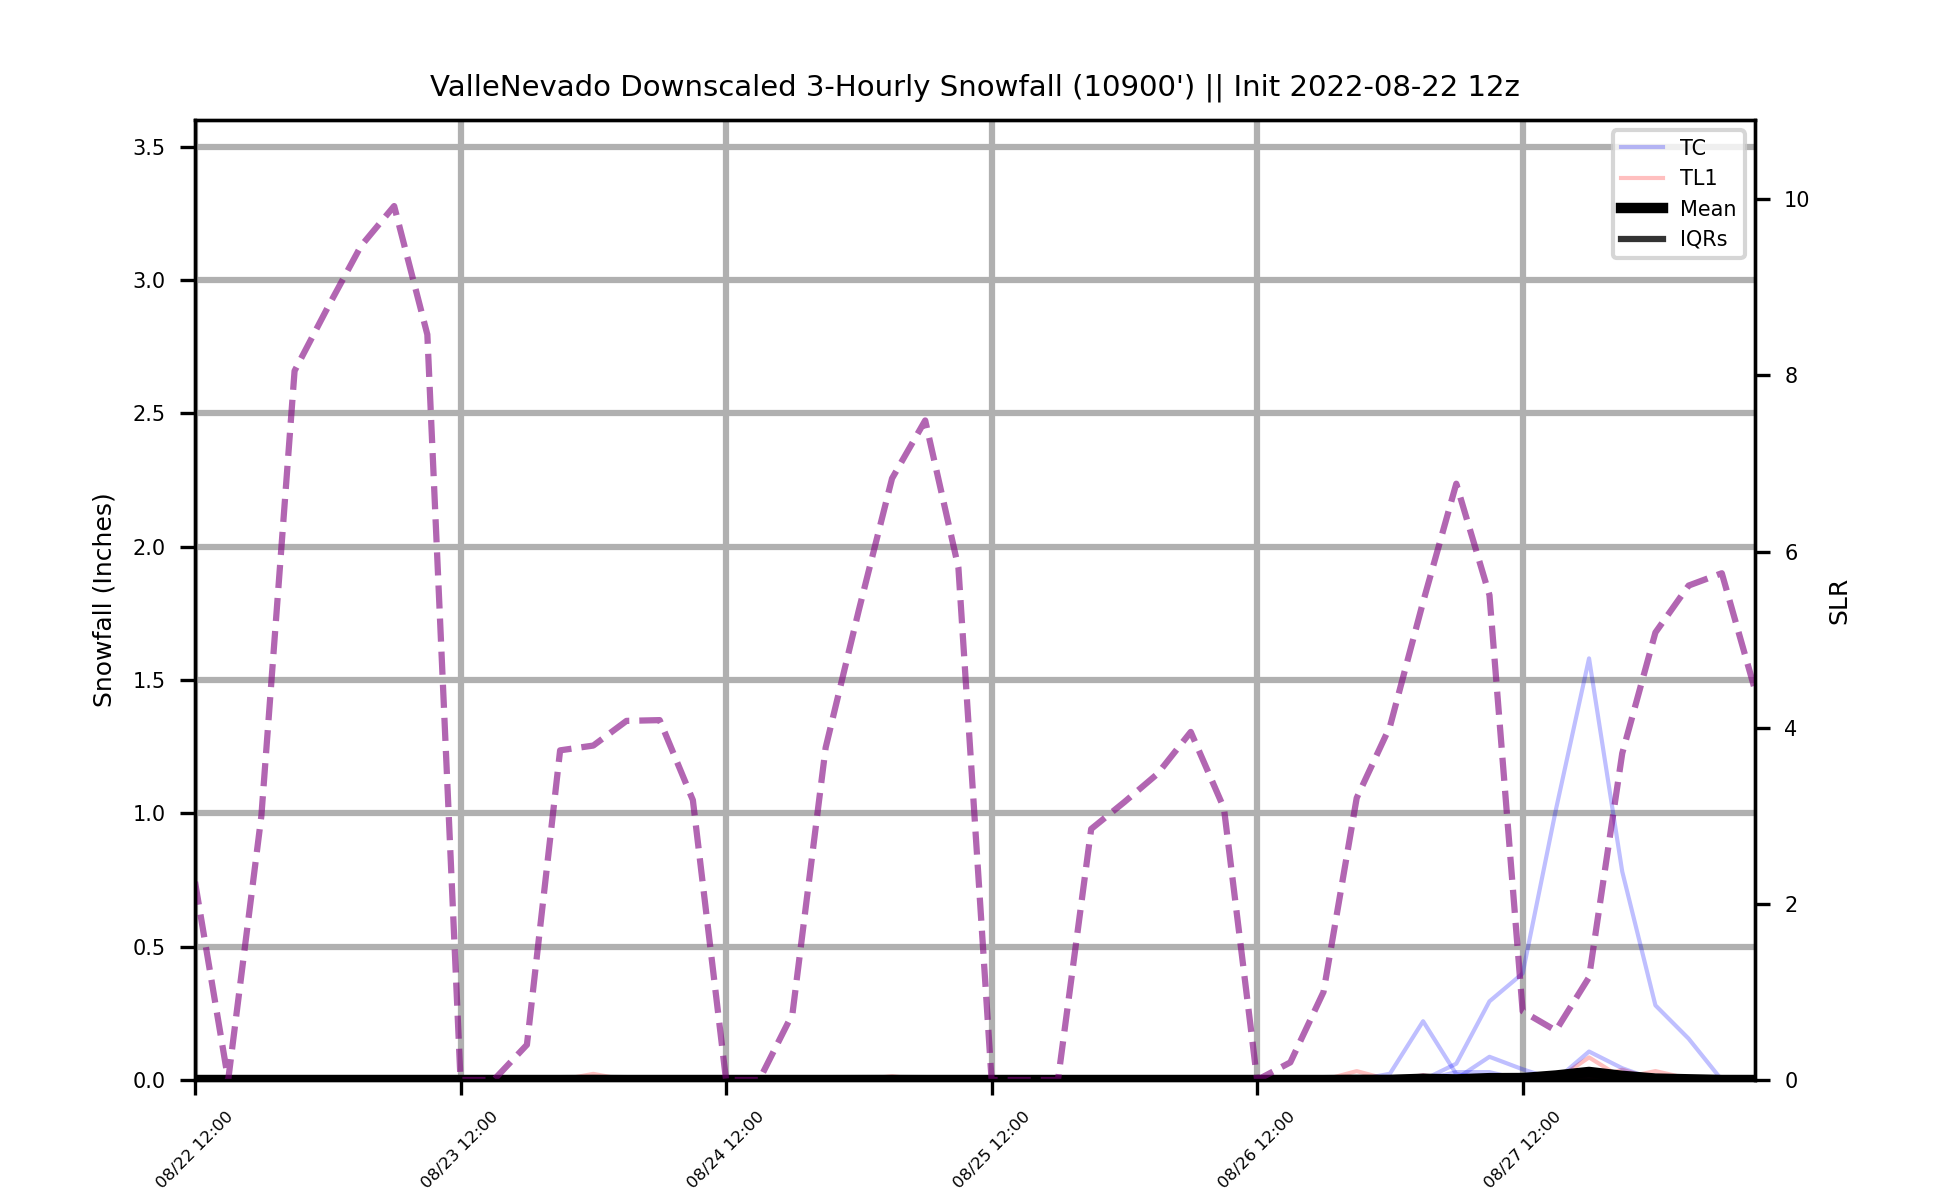 ValleNevado Downscaled 3-Hourly Snowfall (10900') || Init 2022-08-22 12z
TC
TL1
Mean
IQRs
3.5
3.0
2.5
2.0
1.5
1.0
0.5
0.0
Snowfall (Inches)
10
8
6
4
2
0
SLR
08/22 12:00
08/23 12:00
08/24 12:00
08/25 12:00
08/26 12:00
08/27 12:00